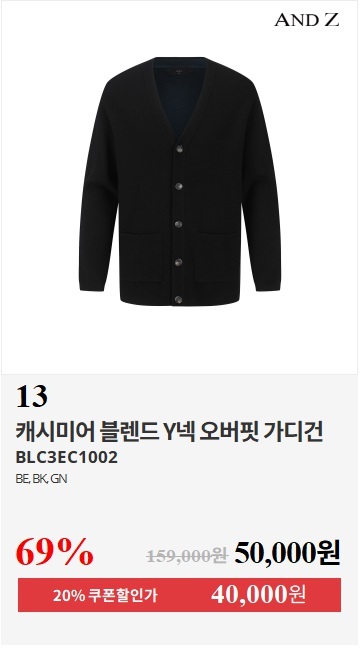 AND Z
13
캐시미어 블렌드 Y넥 오버핏 가디건
BLC3EC1002
BE, BK, GN
69% 159,000원 50,000원
20% 쿠폰할인가 40,000원